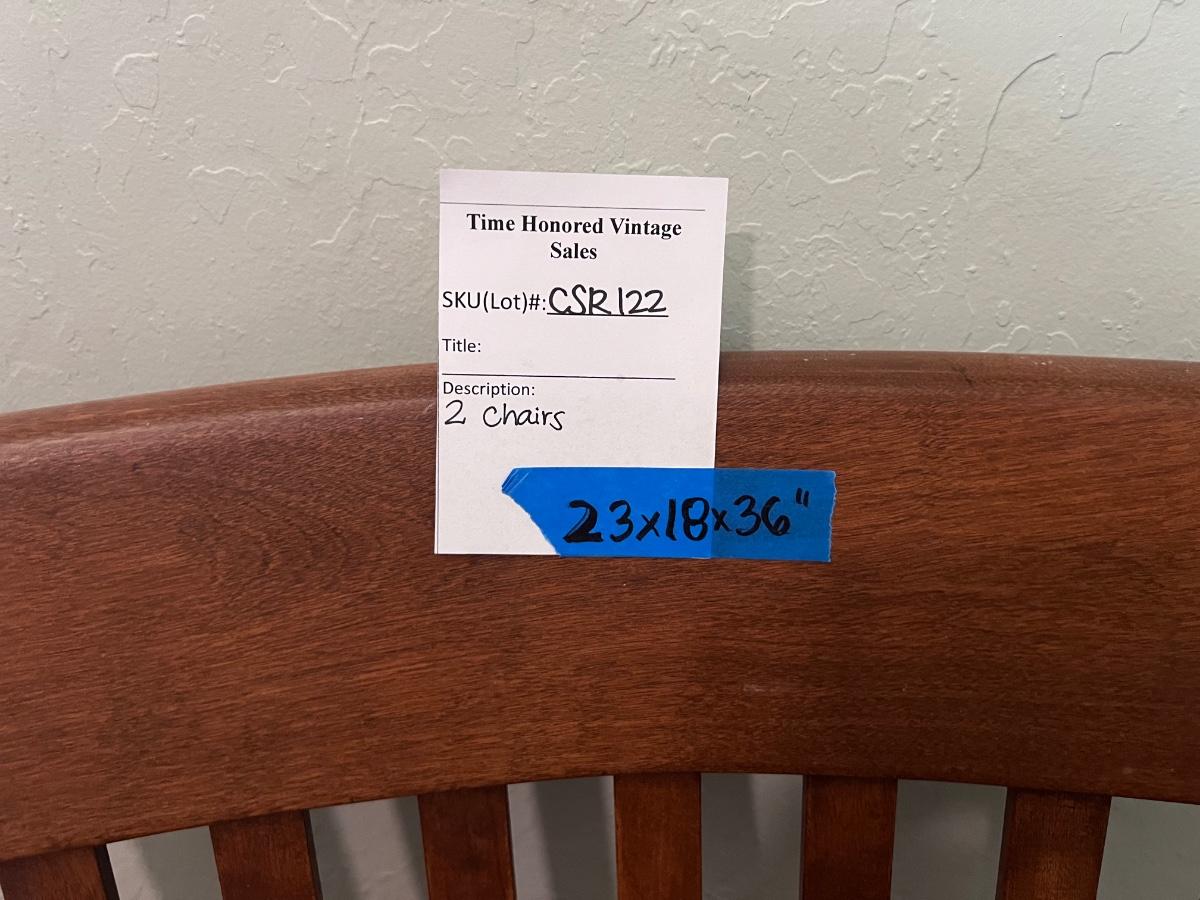 Time Honored Vintage
Sales
SKU(Lot)#: CSR122
Title:
Description:
2 Chairs
23x18x36"